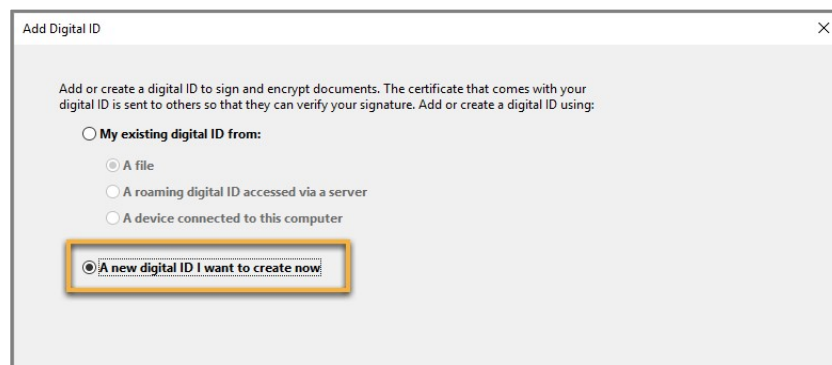 Add Digital ID
Add or create a digital ID to sign and encrypt documents. The certificate that comes with your
digital ID is sent to others so that they can verify your signature. Add or create a digital ID using:
My existing digital ID from:
A file
A roaming digital ID accessed via a server
A device connected to this computer
A new digital ID I want to create now